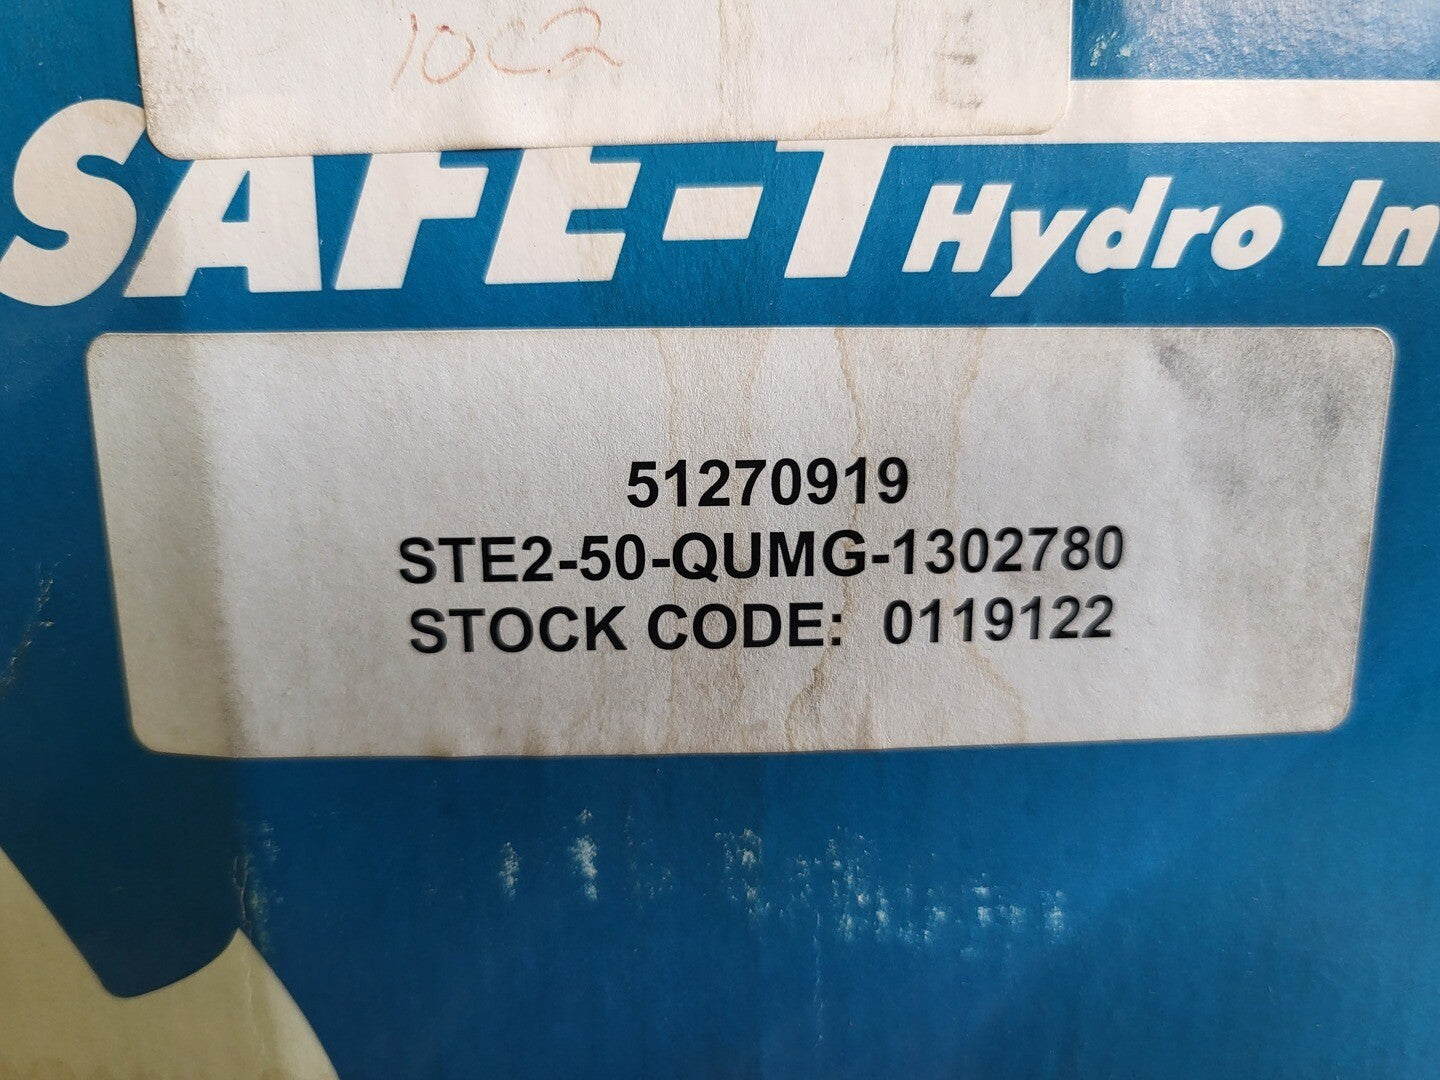 10C2
SAFE-T Hydro In
51270919
STE2-50-QUMG-1302780
STOCK CODE: 0119122